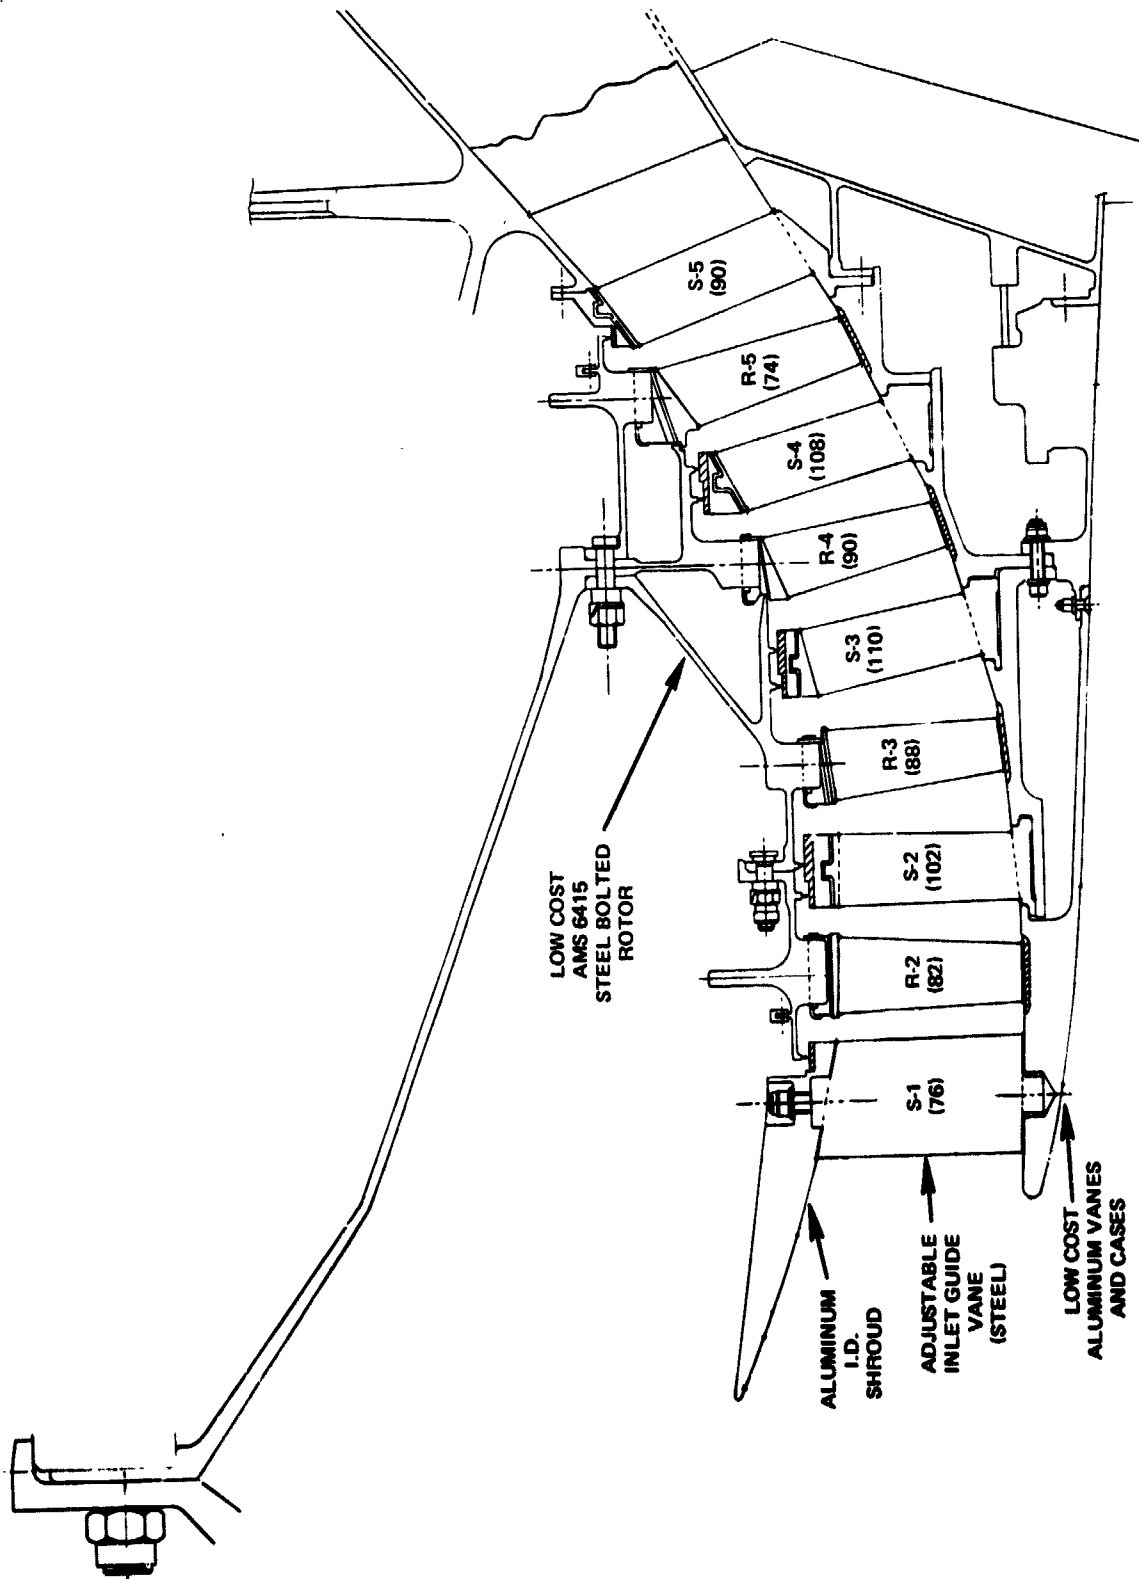 S-5
(90)
R-5
(74)
S-4
(108)
R-4
(90)
S-3
(110)
R-3
(88)
S-2
(102)
R-2
(82)
S-1
(76)
LOW COST
AMS 6415
STEEL BOLTED
ROTOR
ALUMINUM
I.D.
SHROUD
ADJUSTABLE
INLET GUIDE
VANE
(STEEL)
LOW COST
ALUMINUM VANES
AND CASES